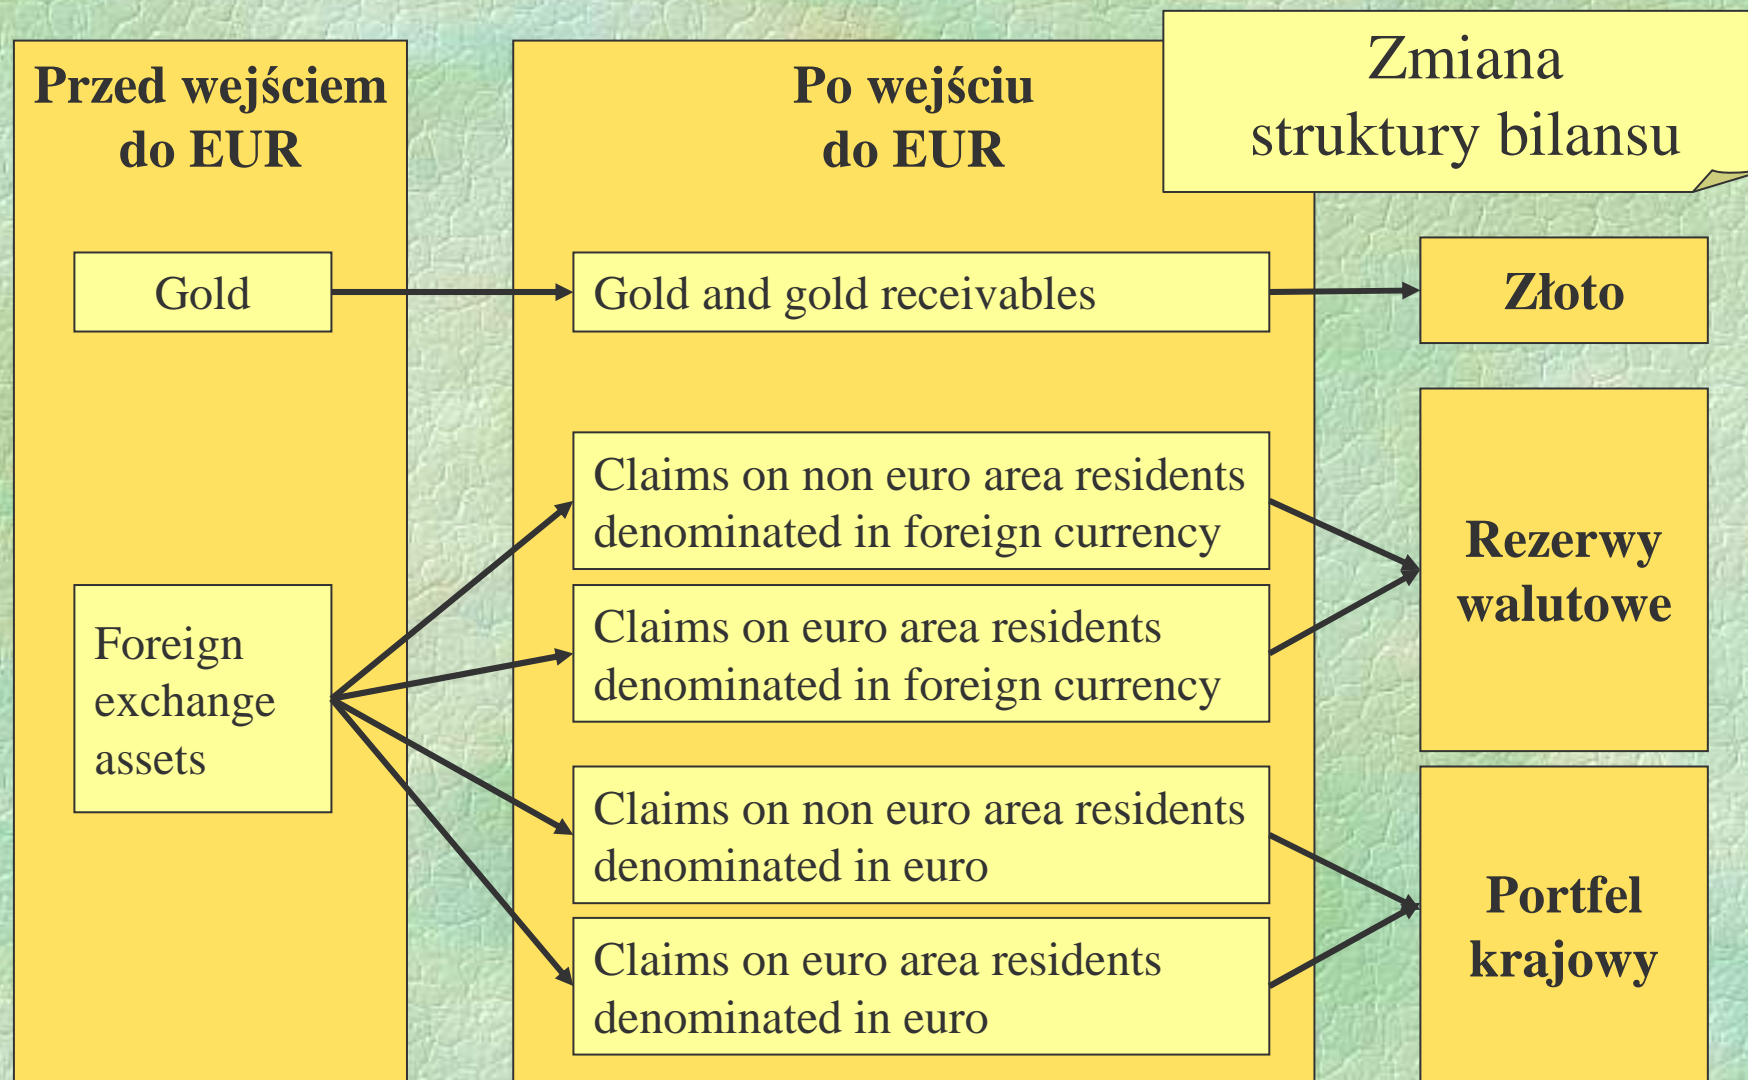 Zmiana
struktury bilansu
Przed wejściem
do EUR
Po wejściu
do EUR
Gold
Gold and gold receivables
Złoto
Foreign
exchange
assets
Claims on non euro area residents
denominated in foreign currency
Claims on euro area residents
denominated in foreign currency
Rezerwy
walutowe
Claims on non euro area residents
denominated in euro
Claims on euro area residents
denominated in euro
Portfel
krajowy